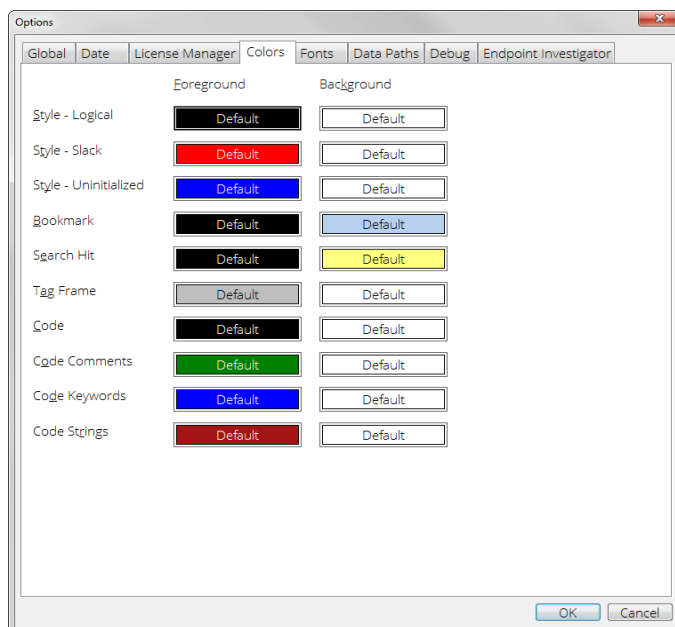 Options
Global Date License Manager Colors Fonts Data Paths Debug Endpoint Investigator
Foreground Background
Style - Logical Default Default
Style - Slack Default Default
Style - Uninitialized Default Default
Bookmark Default Default
Search Hit Default Default
Tag Frame Default Default
Code Default Default
Code Comments Default Default
Code Keywords Default Default
Code Strings Default Default
OK Cancel